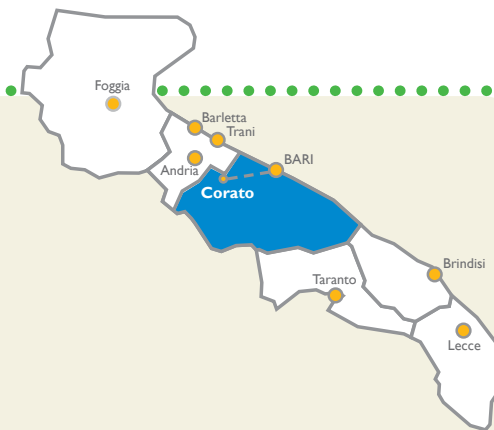 Foggia
Barletta
Trani
BARI
Andria
Corato
Brindisi
Taranto
Lecce